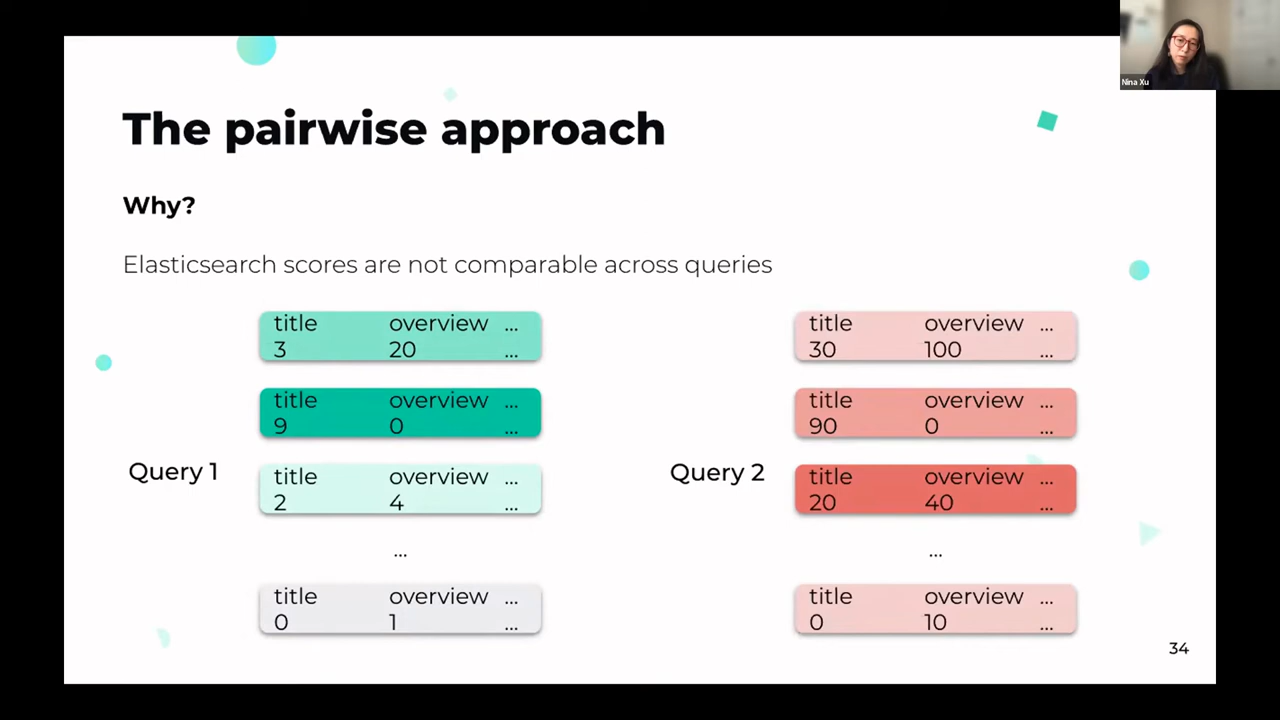 Nina Xu
The pairwise approach
Why?
Elasticsearch scores are not comparable across queries
Query 1
title overview ...
3 20 ...
title overview ...
9 0 ...
title overview ...
2 4 ...
...
title overview ...
0 1 ...
Query 2
title overview ...
30 100 ...
title overview ...
90 0 ...
title overview ...
20 40 ...
...
title overview ...
0 10 ...
34